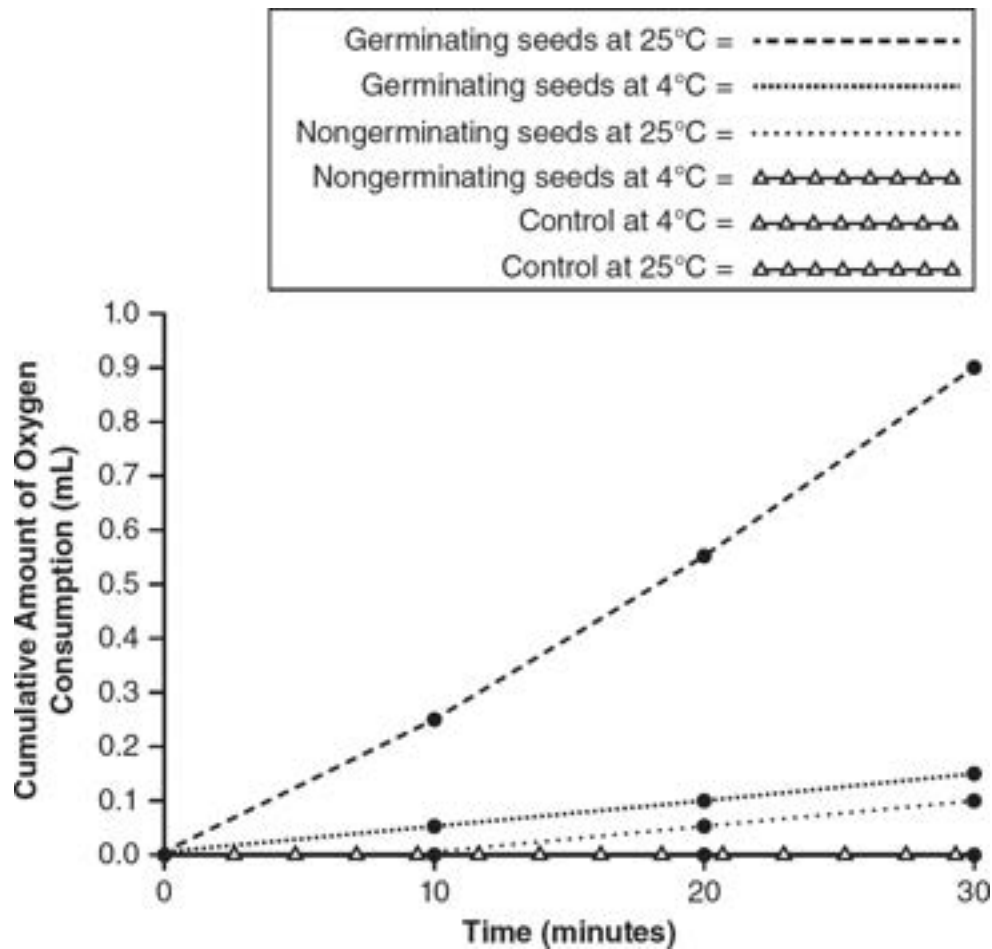 Germinating seeds at 25°C =
Germinating seeds at 4°C =
Nongerminating seeds at 25°C =
Nongerminating seeds at 4°C =
Control at 4°C =
Control at 25°C =
Cumulative Amount of Oxygen
Consumption (mL)
1.0
0.9
0.8
0.7
0.6
0.5
0.4
0.3
0.2
0.1
0.0
0 10 20 30
Time (minutes)